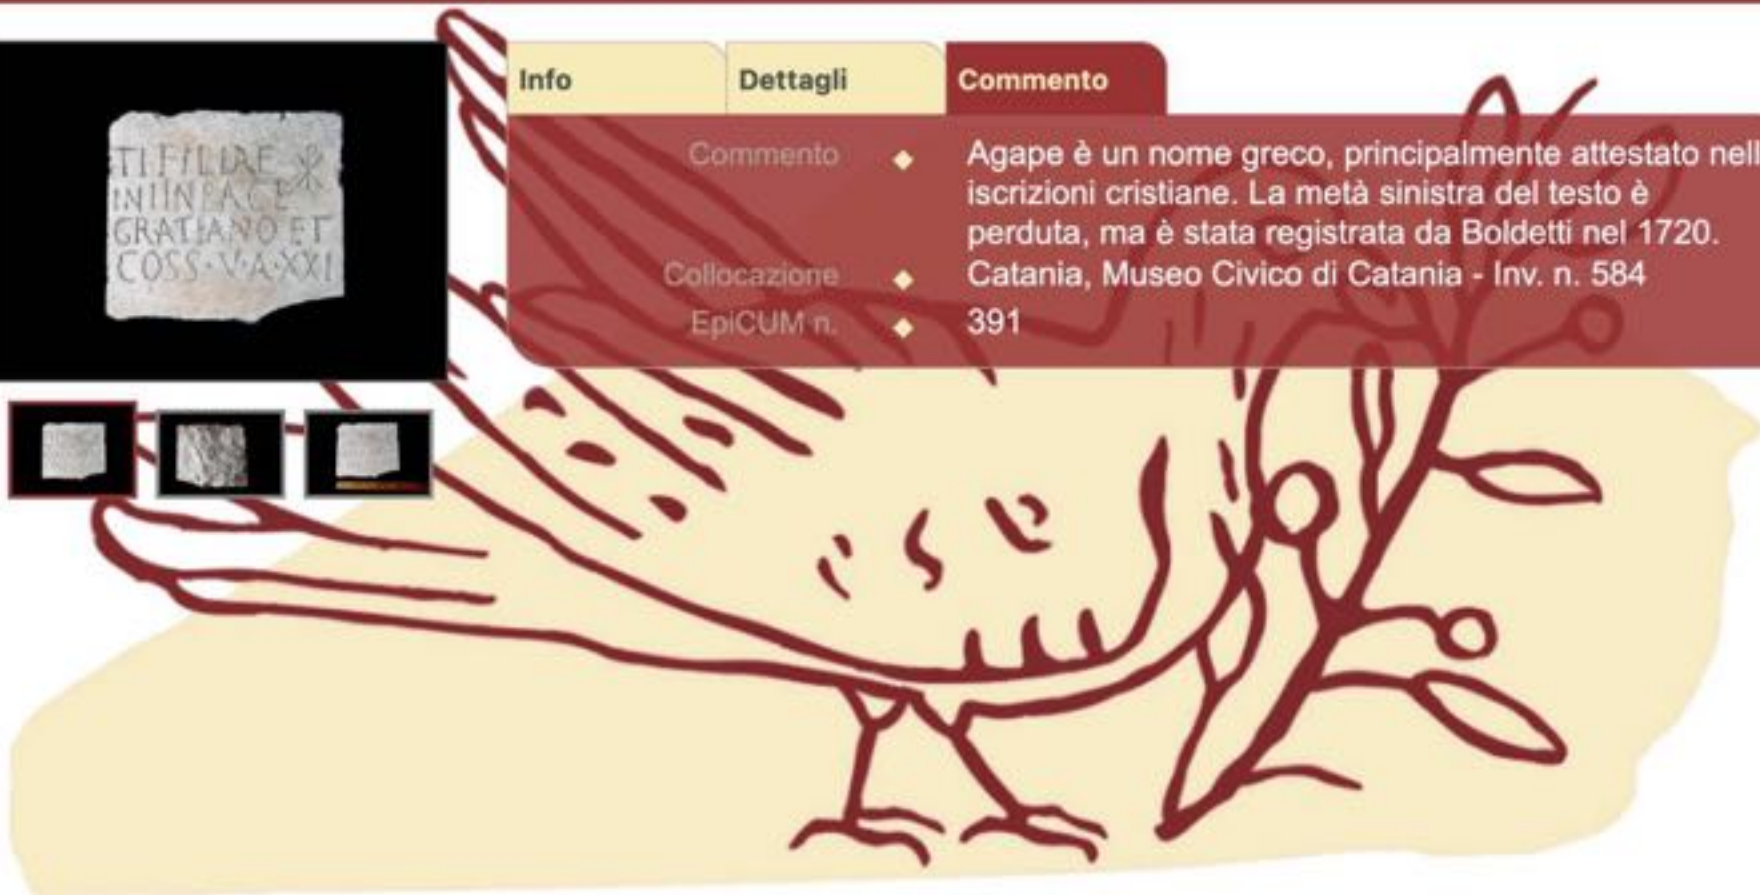 Info
Dettagli
Commento
TI FILIAE ☧
IN IIN PACE
GRATIANO ET
COSS·V·A·XXI
Commento ◆ Agape è un nome greco, principalmente attestato nell
iscrizioni cristiane. La metà sinistra del testo è
perduta, ma è stata registrata da Boldetti nel 1720.
Collocazione ◆ Catania, Museo Civico di Catania - Inv. n. 584
EpiCUM n. ◆ 391